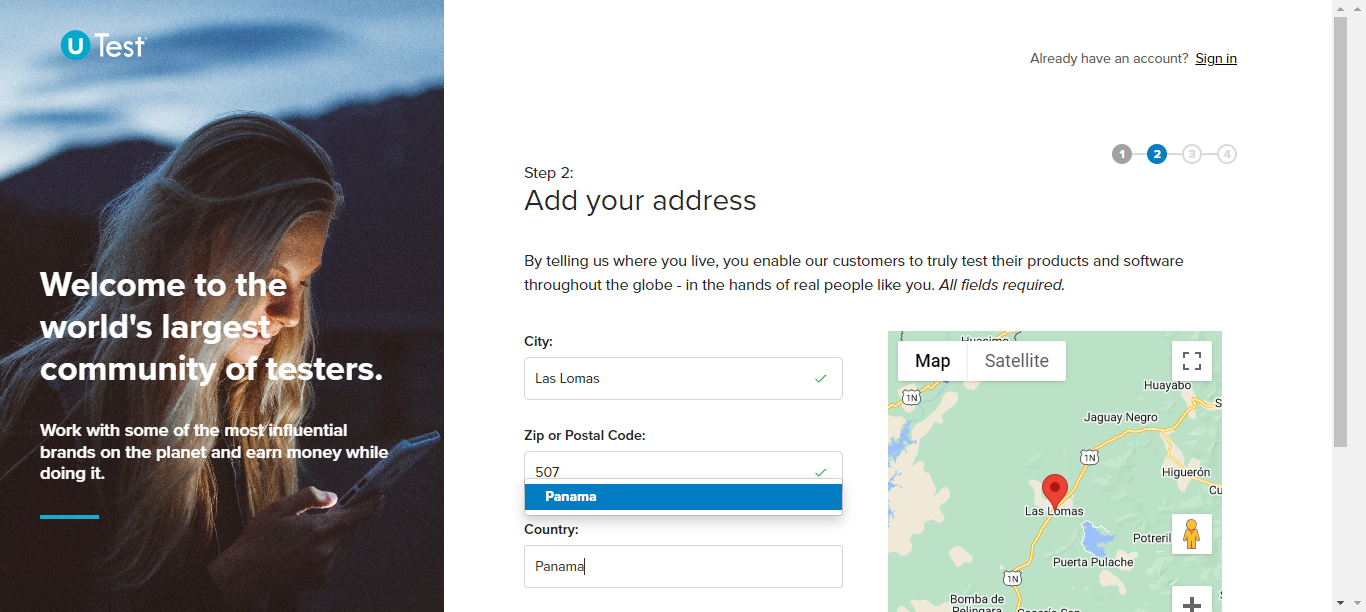 U Test
Already have an account? Sign in
1 2 3 4
Step 2:
Add your address
Welcome to the
world's largest
community of testers.
Work with some of the most influential
brands on the planet and earn money while
doing it.
By telling us where you live, you enable our customers to truly test their products and software
throughout the globe - in the hands of real people like you. All fields required.
City:
Las Lomas
Zip or Postal Code:
507
Panama
Country:
Panama
Map Satellite
Huayabo
1N
Jaguay Negro
1N
Higuerón
Las Lomas
Potreril
Puerta Pulache
1N
Bomba de